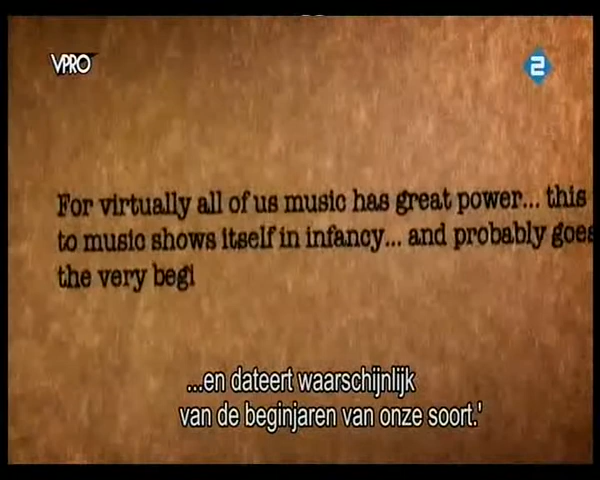 VPRO
2
For virtually all of us music has great power... this
to music shows itself in infancy... and probably goes
the very begi
...en dateert waarschijnlijk
van de beginjaren van onze soort.'